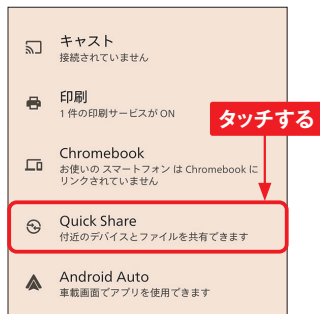 キャスト
接続されていません
印刷
1 件の印刷サービスが ON
タッチする
Chromebook
お使いの スマートフォン は Chromebook に
リンクされていません
Quick Share
付近のデバイスとファイルを共有できます
Android Auto
車載画面でアプリを使用できます